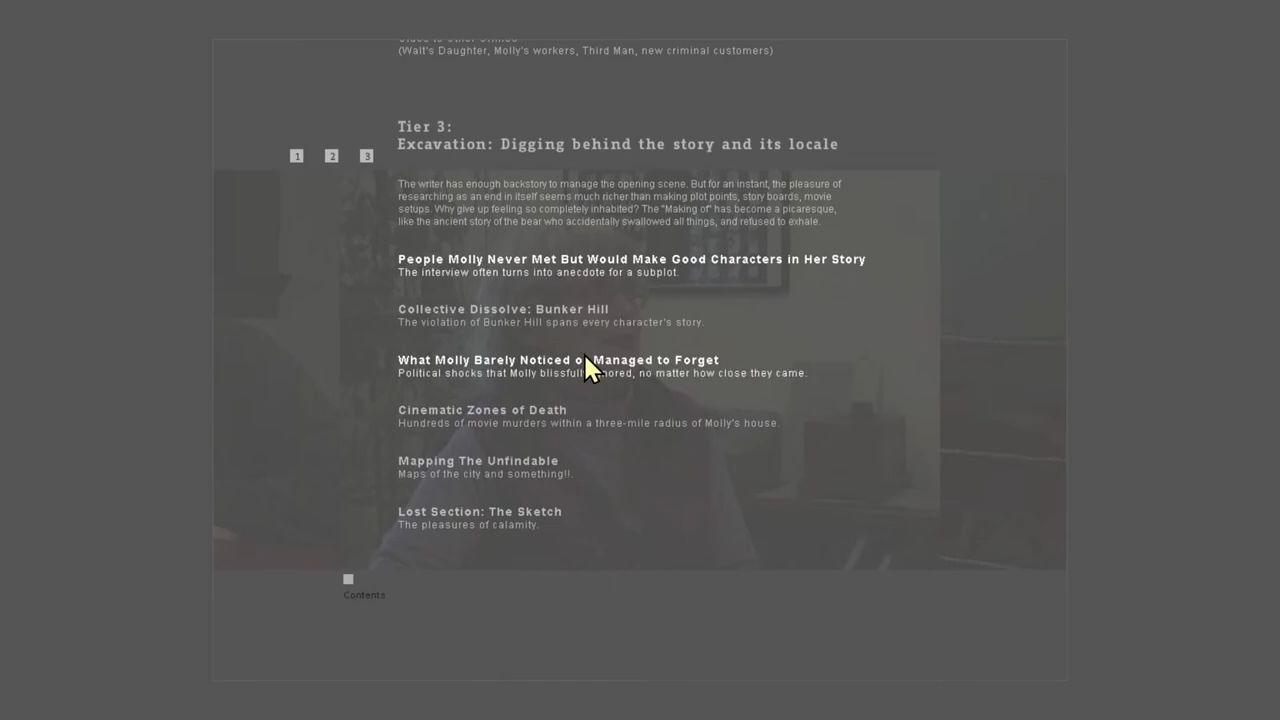 (Walt's Daughter, Molly's workers, Third Man, new criminal customers)
Tier 3:
Excavation: Digging behind the story and its locale
1 2 3
The writer has enough backstory to manage the opening scene. But for an instant, the pleasure of
researching as an end in itself seems much richer than making plot points, story boards, movie
setups. Why give up feeling so completely inhabited? The "Making of" has become a picaresque,
like the ancient story of the bear who accidentally swallowed all things, and refused to exhale.
People Molly Never Met But Would Make Good Characters in Her Story
The interview often turns into anecdote for a subplot.
Collective Dissolve: Bunker Hill
The violation of Bunker Hill spans every character's story.
What Molly Barely Noticed or Managed to Forget
Political shocks that Molly blissfully ignored, no matter how close they came.
Cinematic Zones of Death
Hundreds of movie murders within a three-mile radius of Molly's house.
Mapping The Unfindable
Maps of the city and something!!.
Lost Section: The Sketch
The pleasures of calamity.
Contents